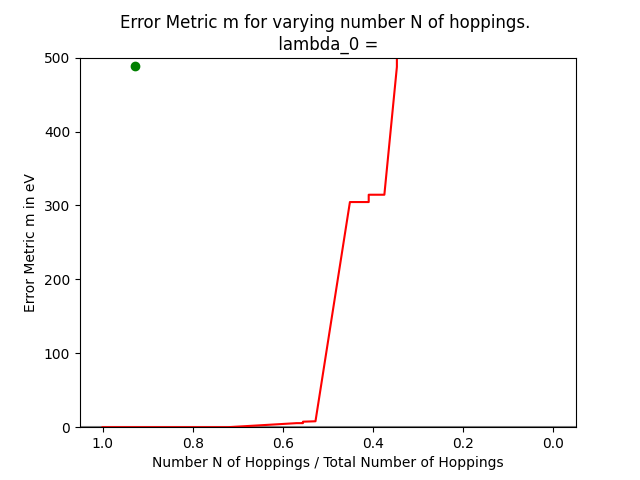 Error Metric m for varying number N of hoppings.
lambda_0 =
500
400
300
200
100
0
Error Metric m in eV
1.0 0.8 0.6 0.4 0.2 0.0
Number N of Hoppings / Total Number of Hoppings